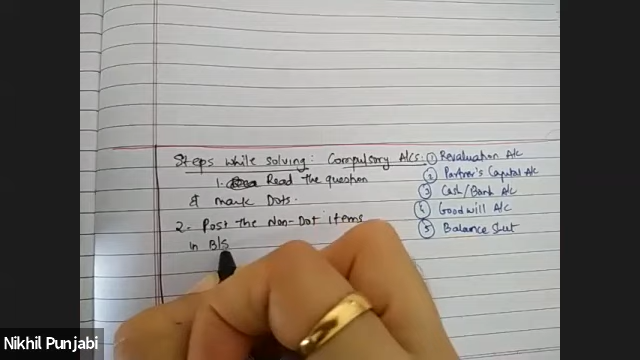 Steps while solving: Compulsory A/cs. ① Revaluation A/c
1. Read the question
② Partner's Capital A/c
& mark Dots.
③ Cash/Bank A/c
2. Post the Non-Dot items
④ Goodwill A/c
in B/S
⑤ Balance Sheet
Nikhil Punjabi